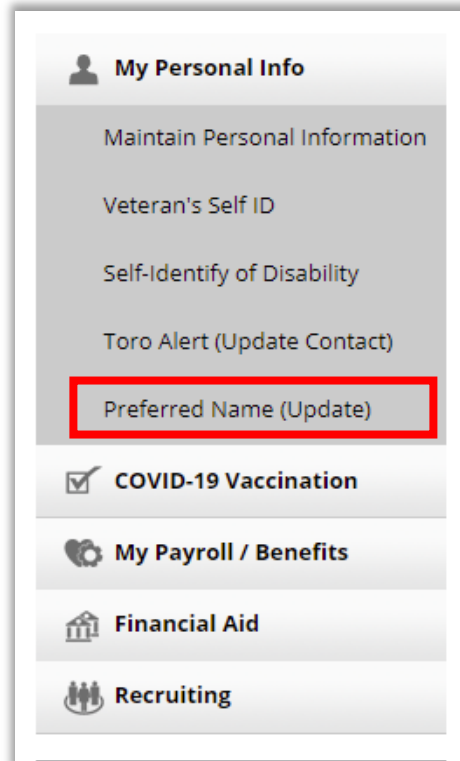 My Personal Info
Maintain Personal Information
Veteran's Self ID
Self-Identify of Disability
Toro Alert (Update Contact)
Preferred Name (Update)
COVID-19 Vaccination
My Payroll / Benefits
Financial Aid
Recruiting